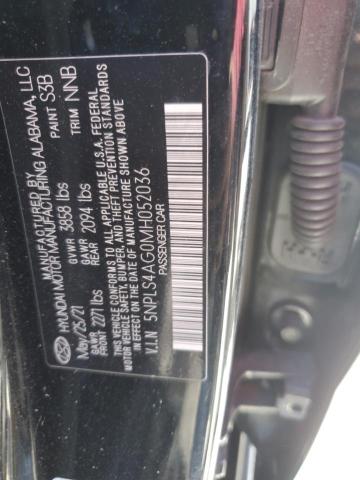 MANUFACTURED BY
HYUNDAI MOTOR MANUFACTURING ALABAMA, LLC
May/25/21 GVWR 3858 lbs PAINT S3B
GAWR FRONT 2271 lbs GAWR REAR 2094 lbs TRIM NNB
THIS VEHICLE CONFORMS TO ALL APPLICABLE U.S.A. FEDERAL
MOTOR VEHICLE SAFETY, BUMPER, AND THEFT PREVENTION
STANDARDS IN EFFECT ON THE DATE OF MANUFACTURE SHOWN ABOVE.
V.I.N 5NPLS4AG0MH052036
PASSENGER CAR